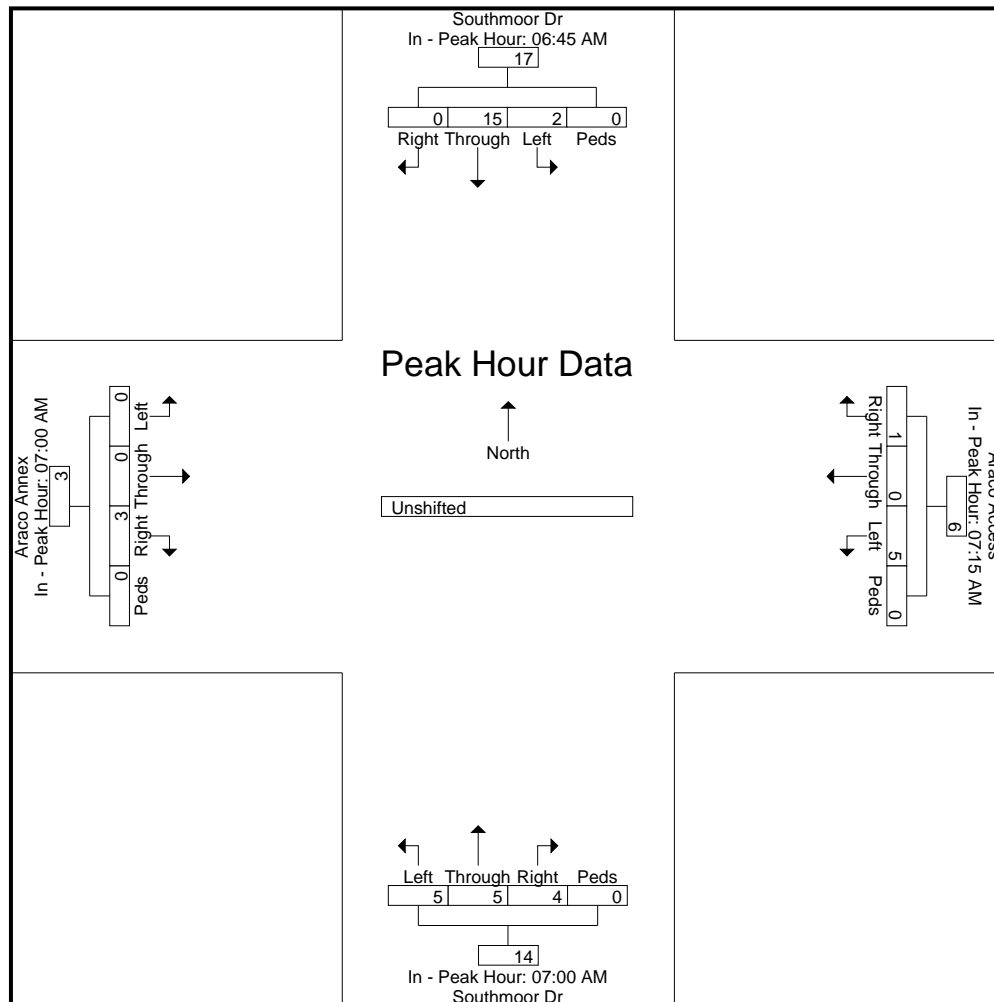 Southmoor Dr
In - Peak Hour: 06:45 AM
17
0 15 2 0
Right Through Left Peds
Peak Hour Data
North
Unshifted
Araco Annex
In - Peak Hour: 07:00 AM
3
0 0 3 0
Left Through Right Peds
Araco Access
In - Peak Hour: 07:15 AM
6
1 0 5 0
Right Through Left Peds
Left Through Right Peds
5 5 4 0
14
In - Peak Hour: 07:00 AM
Southmoor Dr